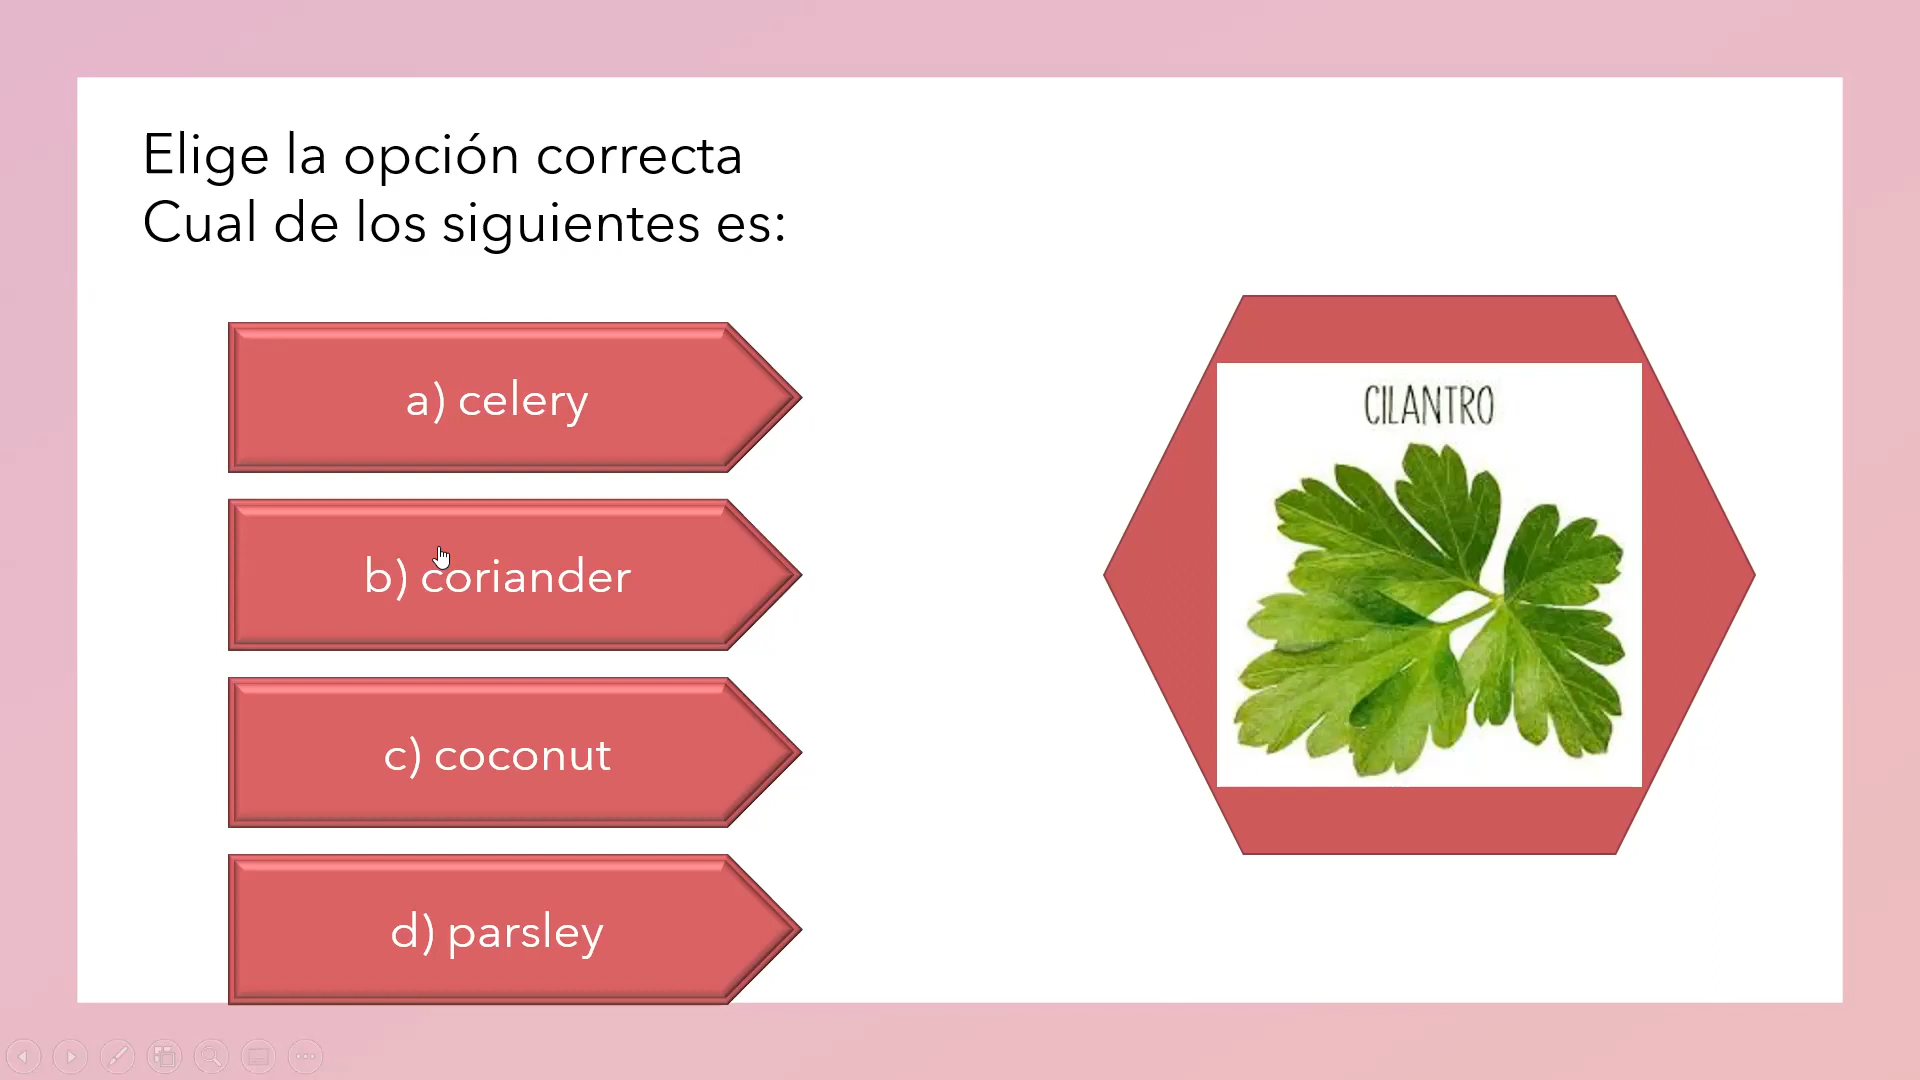 Elige la opción correcta
Cual de los siguientes es:
a) celery
b) coriander
c) coconut
d) parsley
CILANTRO